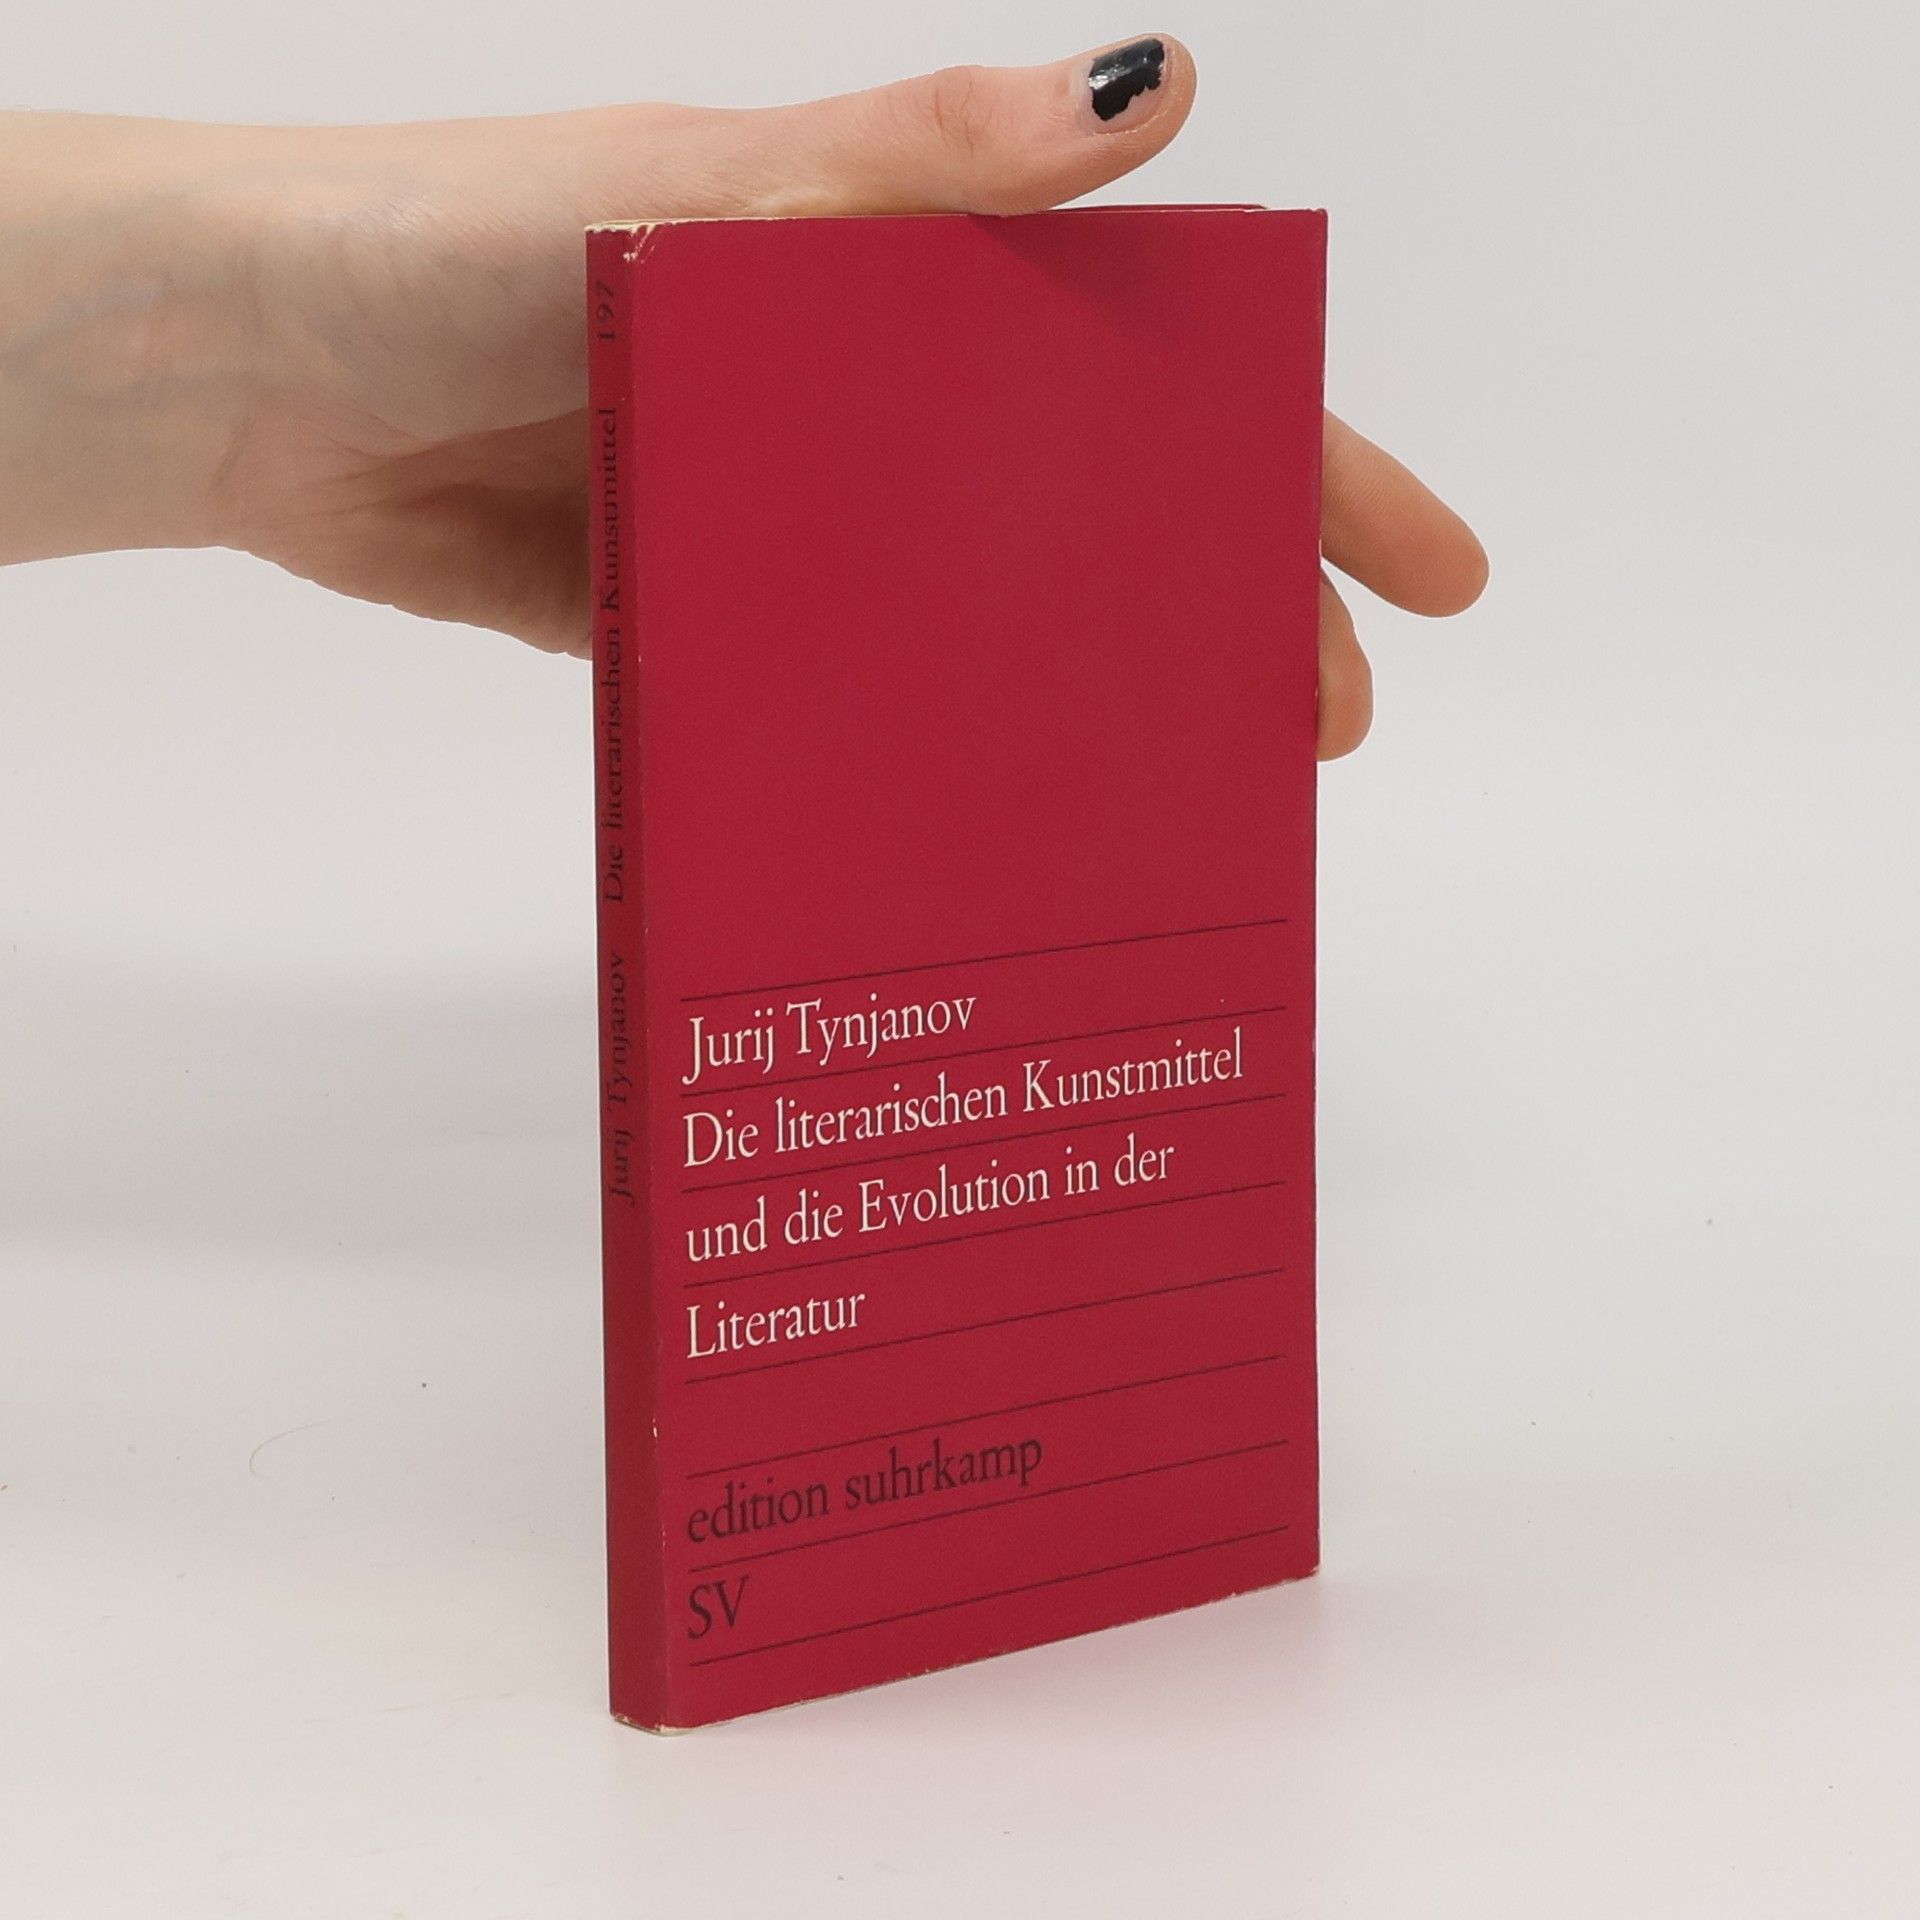 Jurij Tynjanov Die literarischen Kunstmittel 197
Jurij Tynjanov
Die literarischen Kunstmittel
und die Evolution in der
Literatur
edition suhrkamp
SV